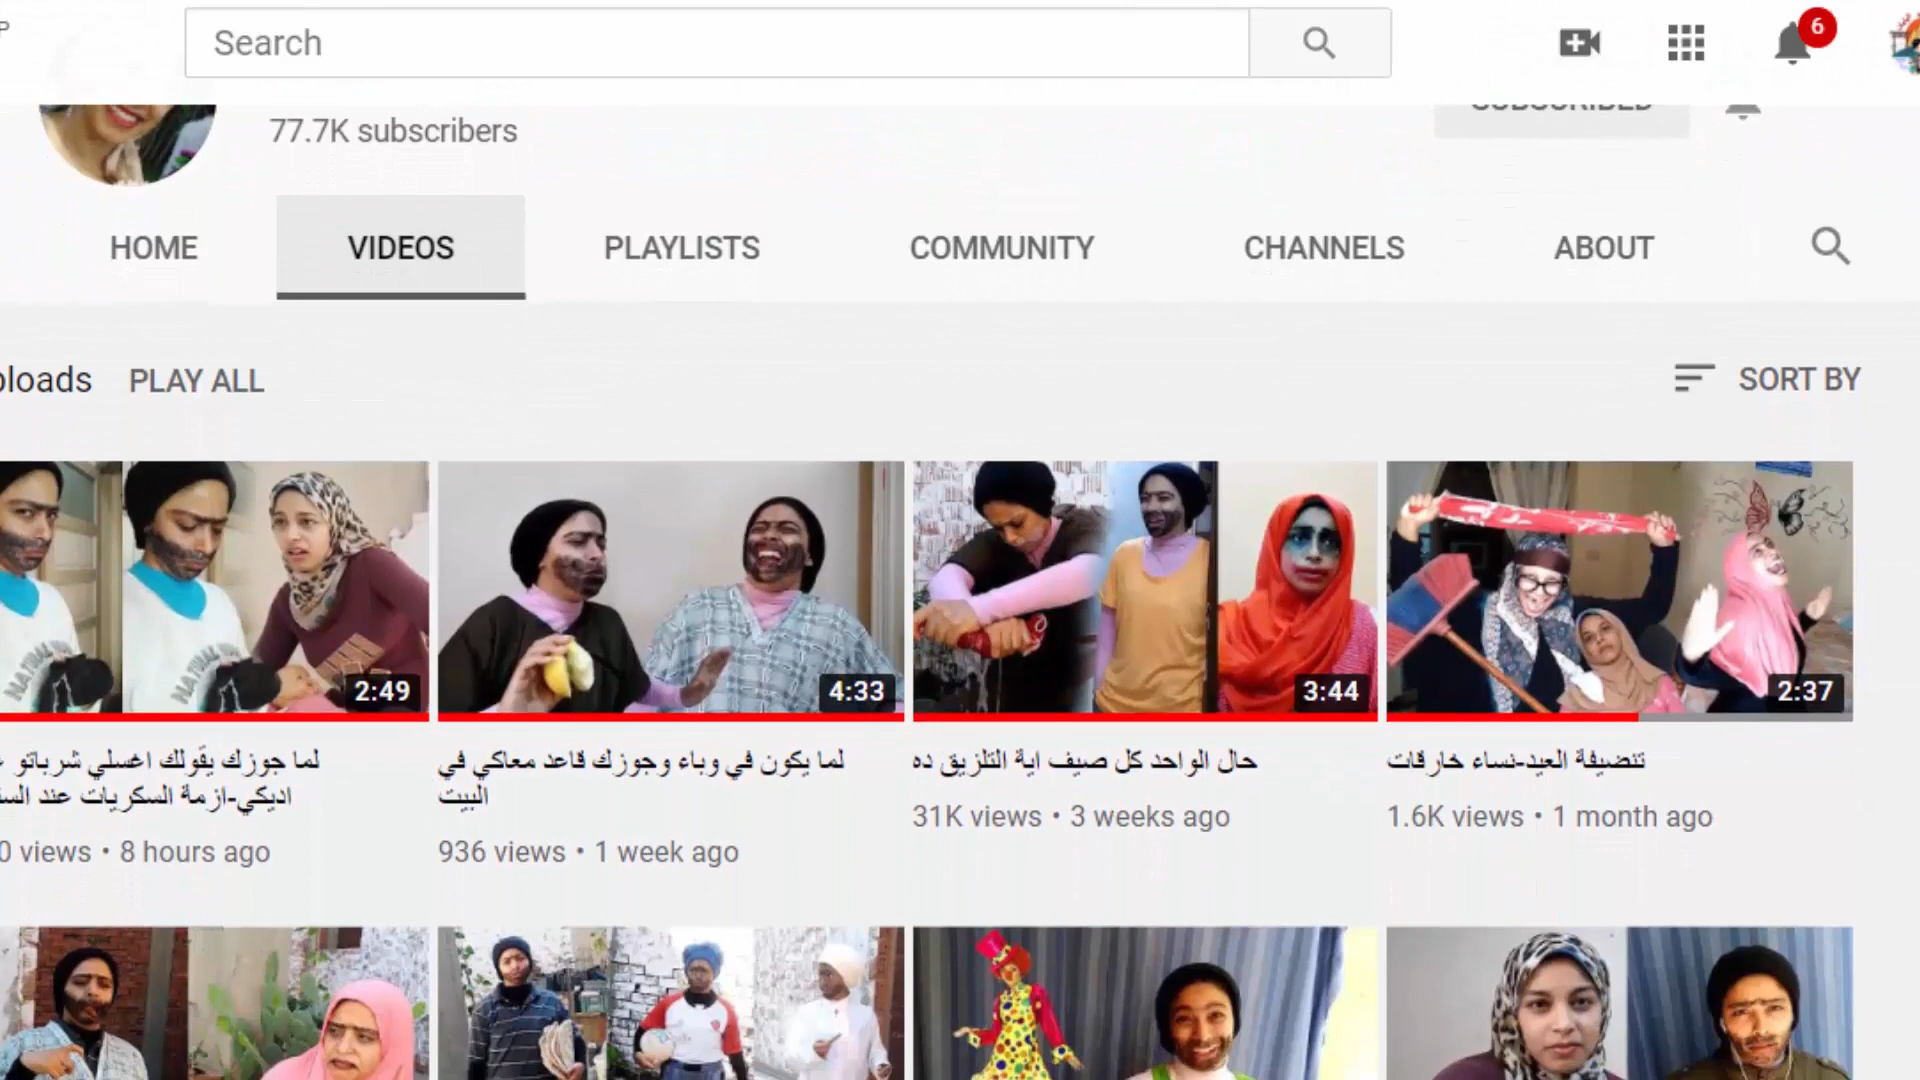 Search
6
77.7K subscribers
SUBSCRIBED
HOME
VIDEOS
PLAYLISTS
COMMUNITY
CHANNELS
ABOUT
PLAY ALL
SORT BY
2:49
4:33
3:44
2:37
لما جوزك يقولك اغسلي شرباتو
اديكي-ازمة السكريات عند
0 views • 8 hours ago
لما يكون في وباء وجوزك قاعد معاكي في
البيت
936 views • 1 week ago
حال الواحد كل صيف اية التلزيق ده
31K views • 3 weeks ago
تنضيفة العيد-نساء خارقات
1.6K views • 1 month ago